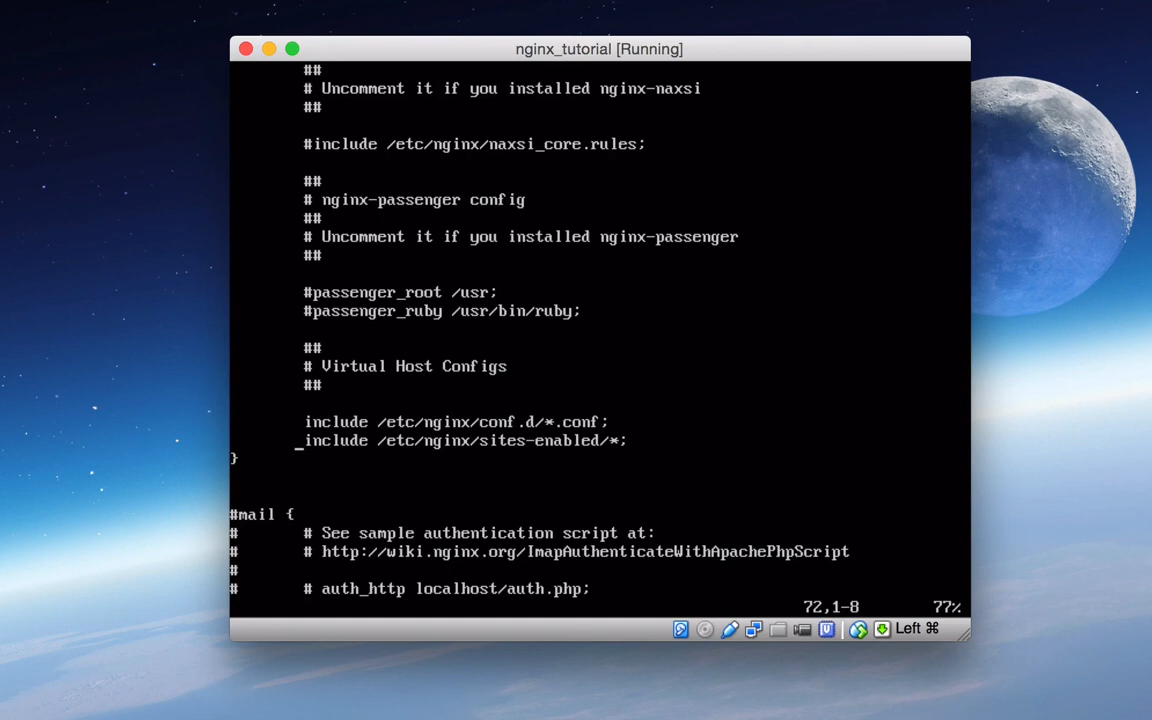 nginx_tutorial [Running]
##
# Uncomment it if you installed nginx-naxsi
##
#include /etc/nginx/naxsi_core.rules;
##
# nginx-passenger config
##
# Uncomment it if you installed nginx-passenger
##
#passenger_root /usr;
#passenger_ruby /usr/bin/ruby;
##
# Virtual Host Configs
##
include /etc/nginx/conf.d/*.conf;
include /etc/nginx/sites-enabled/*;
}
#mail {
# # See sample authentication script at:
# # http://wiki.nginx.org/ImapAuthenticateWithApachePhpScript
#
# # auth_http localhost/auth.php;
72,1-8 77%
Left ⌘